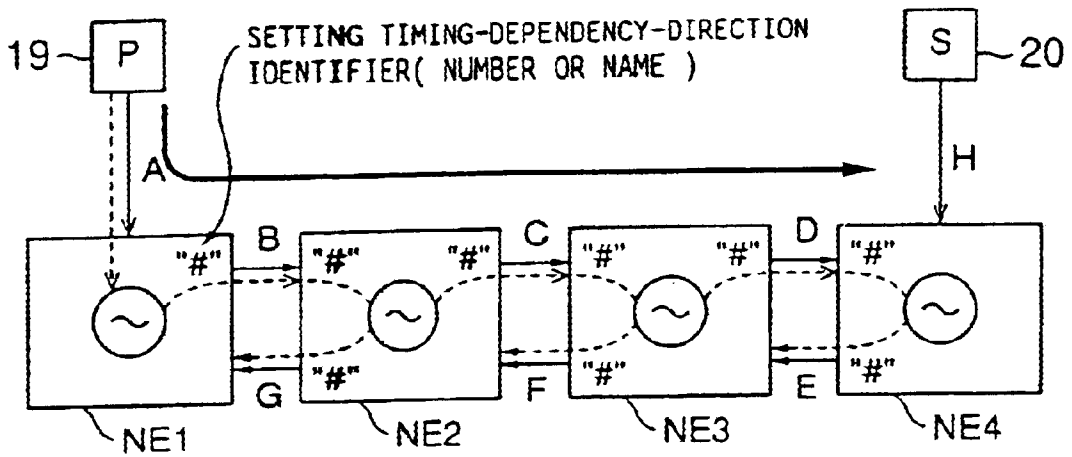 19 P SETTING TIMING-DEPENDENCY-DIRECTION S 20
IDENTIFIER( NUMBER OR NAME )
A H
"#" B "#" "#" C "#" "#" D "#"
"#" "#" "#"
G F E
NE1 NE2 NE3 NE4